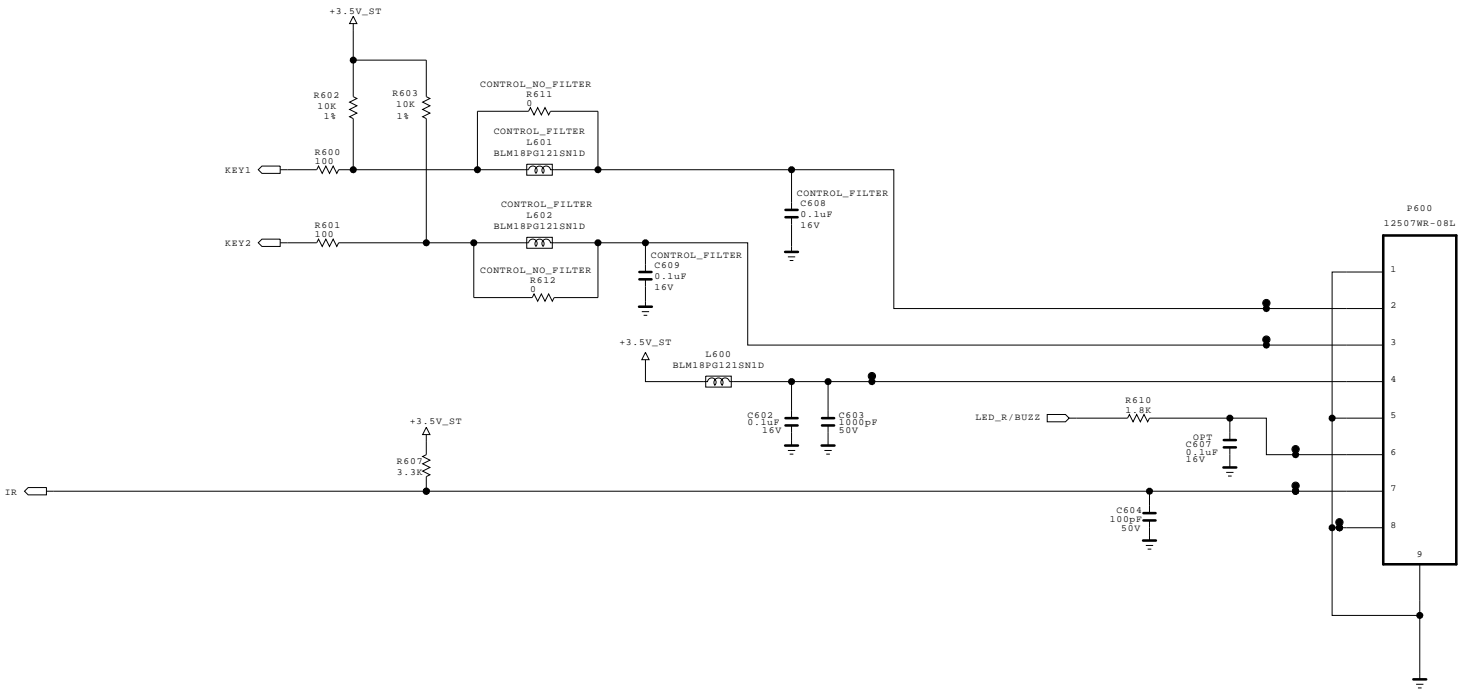 +3.5V_ST
R602
10K
1%
R603
10K
1%
CONTROL_NO_FILTER
R611
0
CONTROL_FILTER
L601
BLM18PG121SN1D
R600
100
KEY1
CONTROL_FILTER
C608
0.1uF
16V
CONTROL_FILTER
L602
BLM18PG121SN1D
R601
100
KEY2
CONTROL_NO_FILTER
R612
0
CONTROL_FILTER
C609
0.1uF
16V
P600
12507WR-08L
1
2
3
4
5
6
7
8
9
+3.5V_ST
L600
BLM18PG121SN1D
C602
0.1uF
16V
C603
1000pF
50V
LED_R/BUZZ
R610
1.8K
OPT
C607
0.1uF
16V
+3.5V_ST
R607
3.3K
IR
C604
100pF
50V